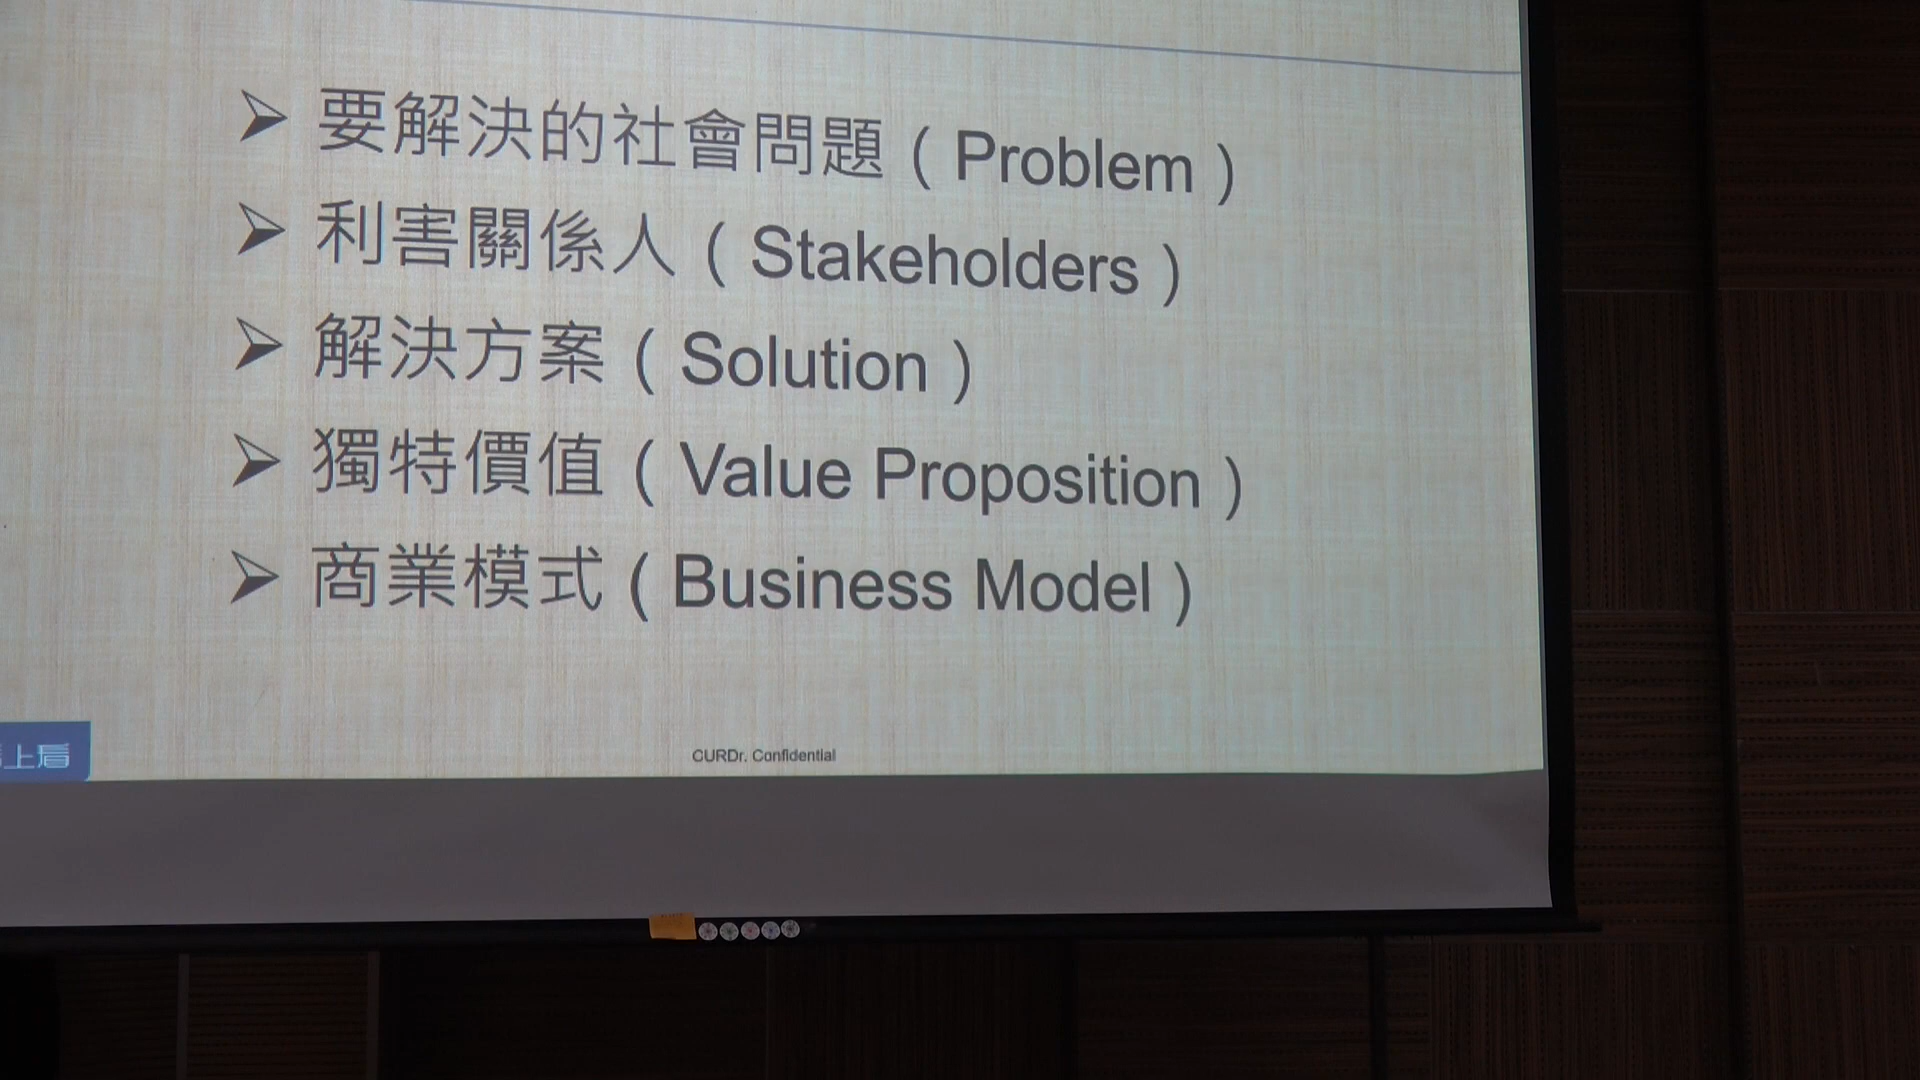 ➢ 要解決的社會問題（Problem）
➢ 利害關係人（Stakeholders）
➢ 解決方案（Solution）
➢ 獨特價值（Value Proposition）
➢ 商業模式（Business Model）
上看
CURDr. Confidential